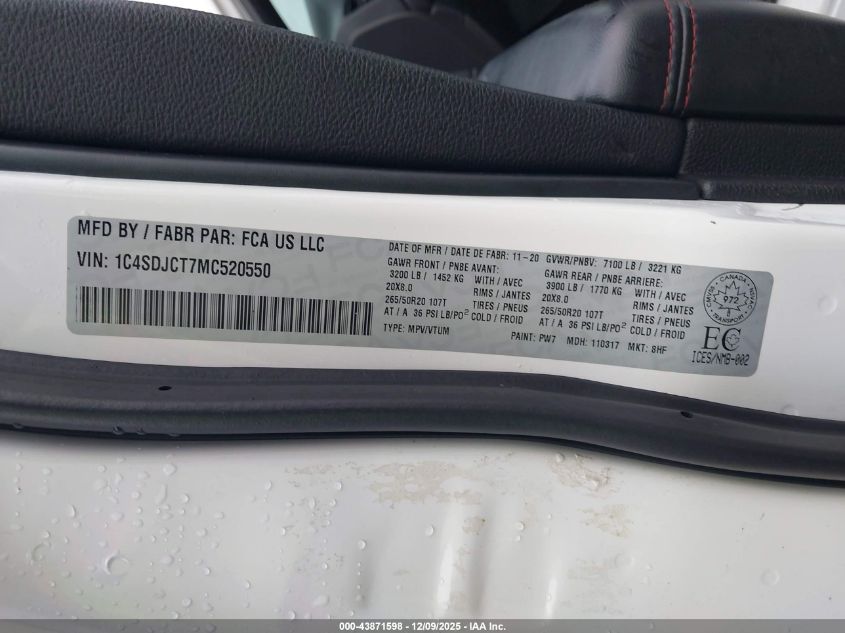 MFD BY / FABR PAR: FCA US LLC
VIN: 1C4SDJCT7MC520550
DATE OF MFR / DATE DE FABR: 11-20 GVWR/PNBV: 7100 LB / 3221 KG
GAWR FRONT / PNBE AVANT: GAWR REAR / PNBE ARRIERE:
3200 LB / 1452 KG WITH / AVEC 3900 LB / 1770 KG WITH / AVEC
20X8.0 RIMS / JANTES 20X8.0 RIMS / JANTES
265/50R20 107T TIRES / PNEUS 265/50R20 107T TIRES / PNEUS
AT / A 36 PSI LB/PO² COLD / FROID AT / A 36 PSI LB/PO² COLD / FROID
TYPE: MPV/VTUM PAINT: PW7 MDH: 110317 MKT: 8HF
CANADA
972
TRANSPORT
EC
ICES/NMB-002
000-43871598 - 12/09/2025 - IAA Inc.